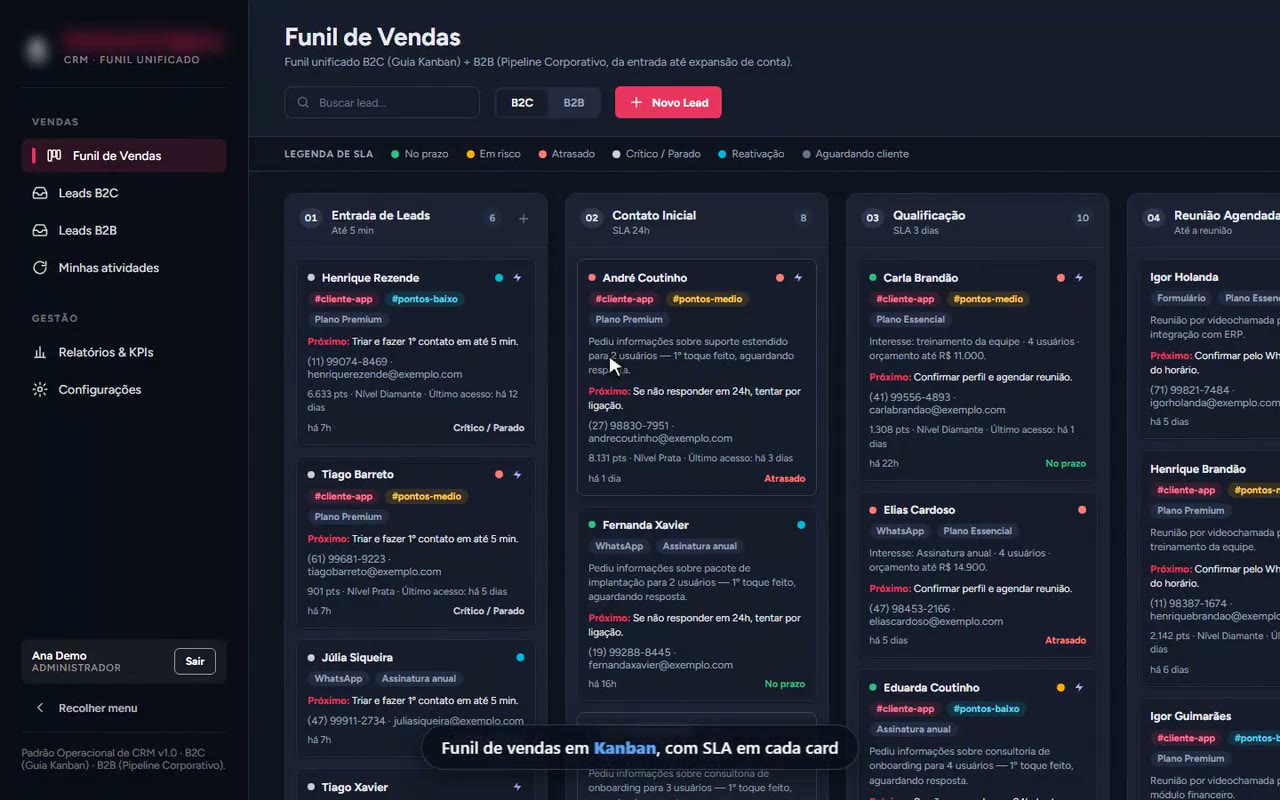 CRM · FUNIL UNIFICADO
VENDAS
Funil de Vendas
Leads B2C
Leads B2B
Minhas atividades
GESTÃO
Relatórios & KPIs
Configurações
Ana Demo
ADMINISTRADOR
Sair
Recolher menu
Padrão Operacional de CRM v1.0 · B2C
(Guia Kanban) · B2B (Pipeline Corporativo).
Funil de Vendas
Funil unificado B2C (Guia Kanban) + B2B (Pipeline Corporativo, da entrada até expansão de conta).
Buscar lead...
B2C
B2B
Novo Lead
LEGENDA DE SLA
No prazo
Em risco
Atrasado
Crítico / Parado
Reativação
Aguardando cliente
01
Entrada de Leads
Até 5 min
6
Henrique Rezende
#cliente-app
#pontos-baixo
Plano Premium
Próximo: Triar e fazer 1º contato em até 5 min.
(11) 99074-8469 ·
henriquerezende@exemplo.com
6.633 pts · Nível Diamante · Último acesso: há 12
dias
há 7h
Crítico / Parado
Tiago Barreto
#cliente-app
#pontos-medio
Plano Premium
Próximo: Triar e fazer 1º contato em até 5 min.
(61) 99681-9223 ·
tiagobarreto@exemplo.com
901 pts · Nível Prata · Último acesso: há 5 dias
há 7h
Crítico / Parado
Júlia Siqueira
WhatsApp
Assinatura anual
Próximo: Triar e fazer 1º contato em até 5 min.
(47) 99911-2734 · juliasiqueira@exemplo.com
há 7h
Tiago Xavier
02
Contato Inicial
SLA 24h
8
André Coutinho
#cliente-app
#pontos-medio
Plano Premium
Pediu informações sobre suporte estendido
para 2 usuários — 1º toque feito, aguardando
Próximo: Se não responder em 24h, tentar por
ligação.
(27) 98830-7951 ·
andrecoutinho@exemplo.com
8.131 pts · Nível Prata · Último acesso: há 3 dias
há 1 dia
Atrasado
Fernanda Xavier
WhatsApp
Assinatura anual
Pediu informações sobre pacote de
implantação para 2 usuários — 1º toque feito,
aguardando resposta.
Próximo: Se não responder em 24h, tentar por
ligação.
(19) 99288-8445 ·
fernandaxavier@exemplo.com
há 16h
No prazo
Pediu informações sobre consultoria de
onboarding para 3 usuários — 1º toque feito,
03
Qualificação
SLA 3 dias
10
Carla Brandão
#cliente-app
#pontos-medio
Plano Essencial
Interesse: treinamento da equipe · 4 usuários ·
orçamento até R$ 11.000.
Próximo: Confirmar perfil e agendar reunião.
(41) 99556-4893 ·
carlabrandao@exemplo.com
1.308 pts · Nível Diamante · Último acesso: há 1
dia
há 22h
No prazo
Elias Cardoso
WhatsApp
Plano Essencial
Interesse: Assinatura anual · 4 usuários ·
orçamento até R$ 14.900.
Próximo: Confirmar perfil e agendar reunião.
(47) 98453-2166 ·
eliascardoso@exemplo.com
há 5 dias
Atrasado
Eduarda Coutinho
#cliente-app
#pontos-baixo
Assinatura anual
Pediu informações sobre consultoria de
onboarding para 4 usuários — 1º toque feito,
aguardando resposta.
04
Reunião Agendada
Até a reunião
Igor Holanda
Formulário
Plano Essen
Reunião por videochamada p
integração com ERP.
Próximo: Confirmar pelo Wh
do horário.
(71) 99821-7484 ·
igorholanda@exemplo.com
há 5 dias
Henrique Brandão
#cliente-app
#pontos-m
Plano Premium
Reunião por videochamada p
treinamento da equipe.
Próximo: Confirmar pelo Wh
do horário.
(11) 98387-1674 ·
henriquebrandao@exemplo
2.142 pts · Nível Diamante · Úl
dias
há 6 dias
Igor Guimarães
#cliente-app
#pontos-b
Plano Premium
Reunião por videochamada p
módulo financeiro.
Funil de vendas em Kanban, com SLA em cada card